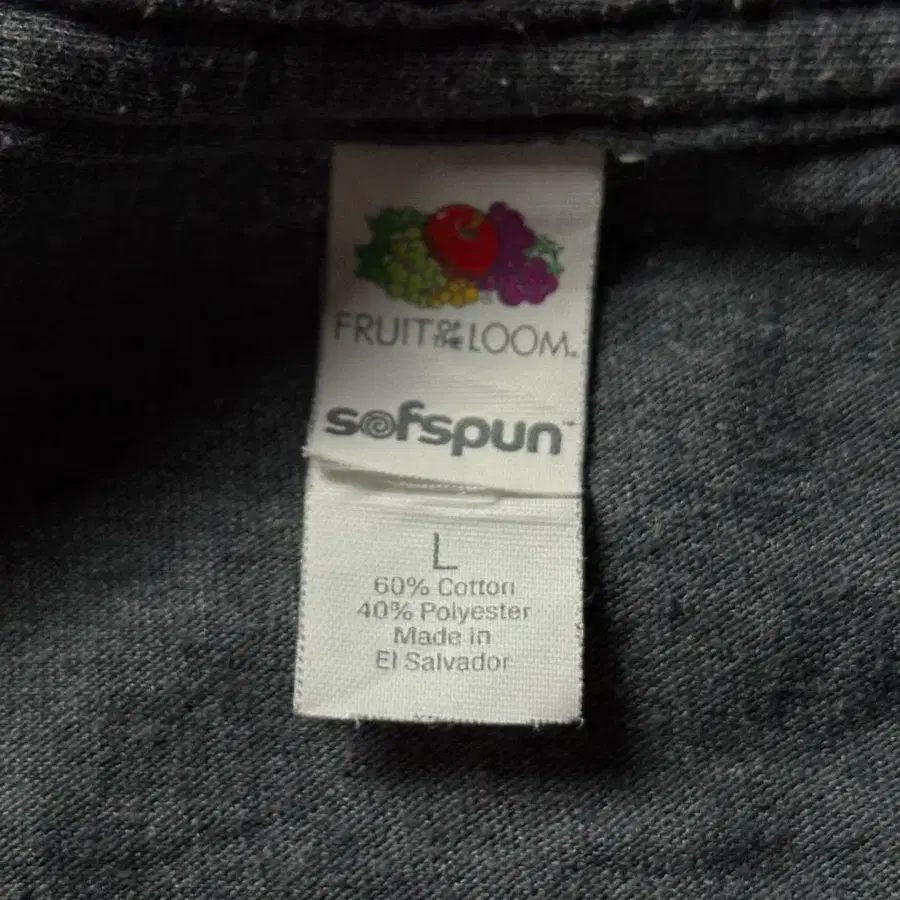 FRUIT OF THE LOOM.
sofspun™
L
60% Cotton
40% Polyester
Made in
El Salvador